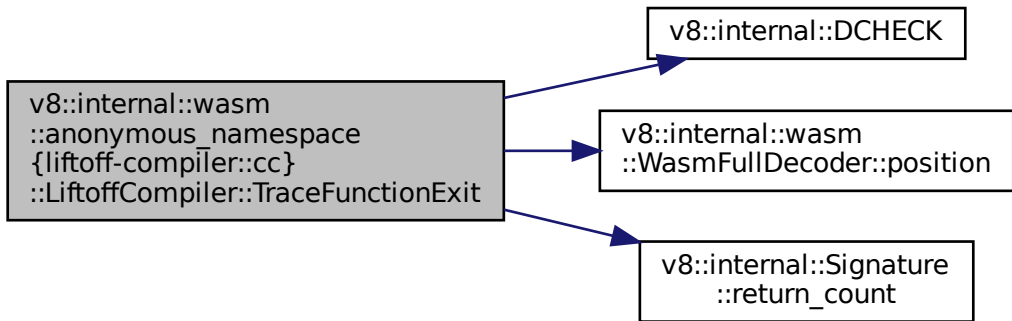 v8::internal::wasm
::anonymous_namespace
{liftoff-compiler::cc}
::LiftoffCompiler::TraceFunctionExit
v8::internal::DCHECK
v8::internal::wasm
::WasmFullDecoder::position
v8::internal::Signature
::return_count